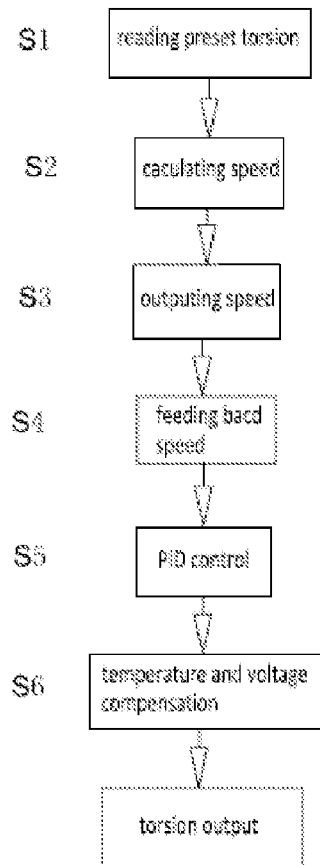 S1
reading preset torsion
S2
caculating speed
S3
outputing speed
S4
feeding bacd
speed
S5
PID control
S6
temperature and voltage
compensation
torsion output